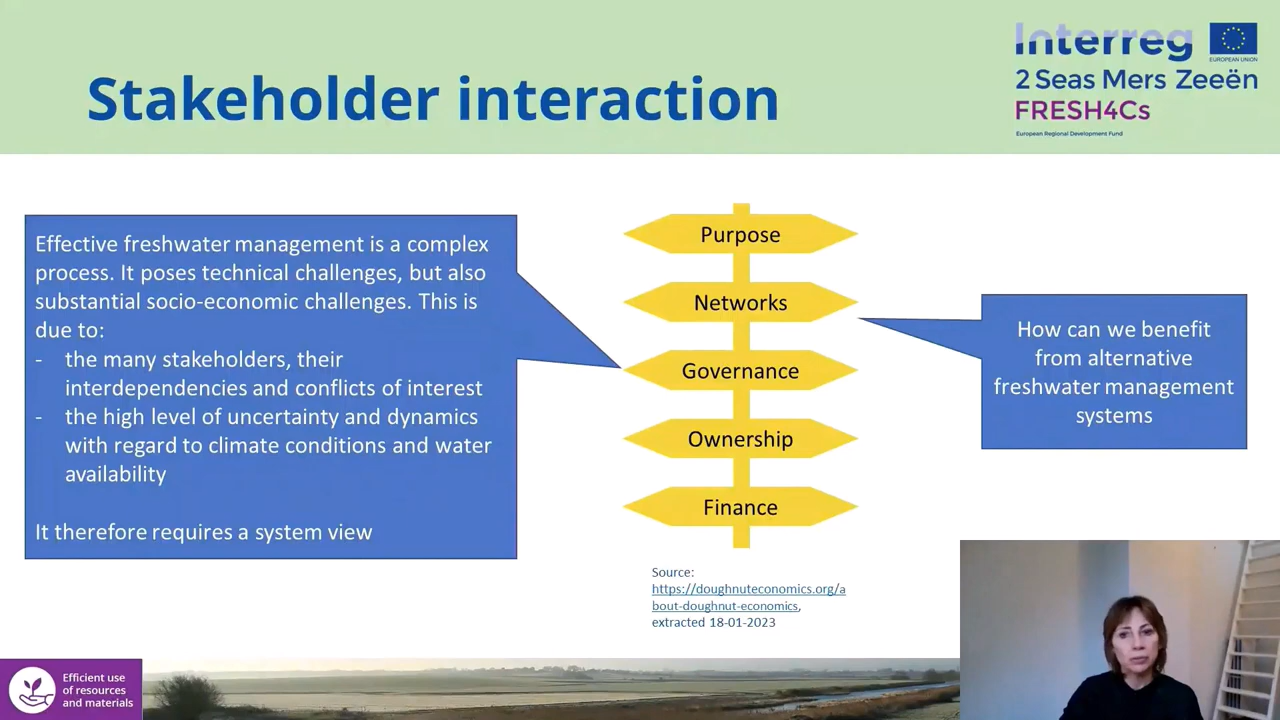 Stakeholder interaction
Interreg
EUROPEAN UNION
2 Seas Mers Zeeën
FRESH4Cs
European Regional Development Fund
Effective freshwater management is a complex
process. It poses technical challenges, but also
substantial socio-economic challenges. This is
due to:
- the many stakeholders, their
interdependencies and conflicts of interest
- the high level of uncertainty and dynamics
with regard to climate conditions and water
availability
It therefore requires a system view
Purpose
Networks
Governance
Ownership
Finance
How can we benefit
from alternative
freshwater management
systems
Source:
https://doughnuteconomics.org/a
bout-doughnut-economics,
extracted 18-01-2023
Efficient use
of resources
and materials